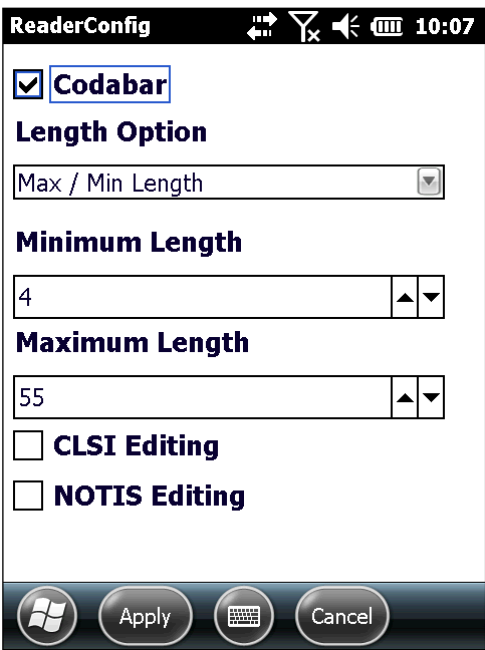 ReaderConfig 10:07
Codabar
Length Option
Max / Min Length
Minimum Length
4
Maximum Length
55
CLSI Editing
NOTIS Editing
Apply Cancel